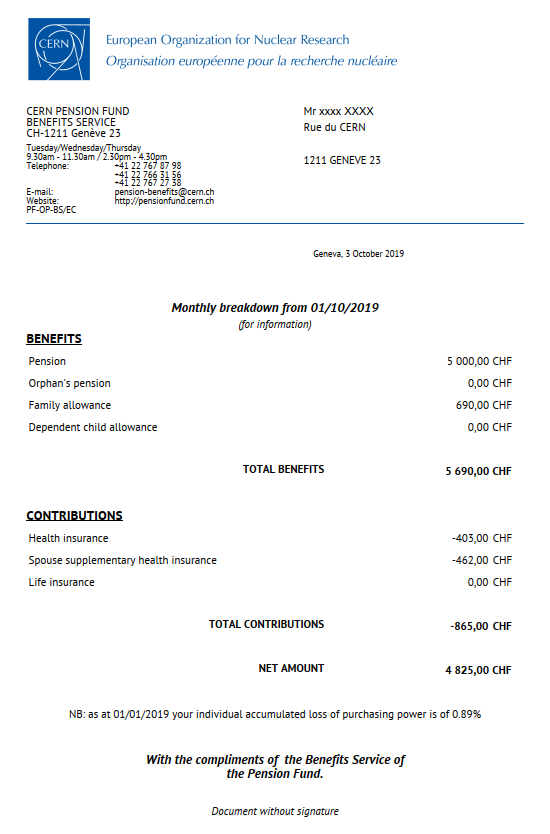 CERN
European Organization for Nuclear Research
Organisation européenne pour la recherche nucléaire
CERN PENSION FUND
BENEFITS SERVICE
CH-1211 Genève 23
Tuesday/Wednesday/Thursday
9.30am - 11.30am / 2.30pm - 4.30pm
Telephone: +41 22 767 87 98
+41 22 766 31 56
+41 22 767 27 38
E-mail: pension-benefits@cern.ch
Website: http://pensionfund.cern.ch
PF-OP-BS/EC
Mr xxxx XXXX
Rue du CERN
1211 GENEVE 23
Geneva, 3 October 2019
Monthly breakdown from 01/10/2019
(for information)
BENEFITS
Pension 5 000,00 CHF
Orphan's pension 0,00 CHF
Family allowance 690,00 CHF
Dependent child allowance 0,00 CHF
TOTAL BENEFITS 5 690,00 CHF
CONTRIBUTIONS
Health insurance -403,00 CHF
Spouse supplementary health insurance -462,00 CHF
Life insurance 0,00 CHF
TOTAL CONTRIBUTIONS -865,00 CHF
NET AMOUNT 4 825,00 CHF
NB: as at 01/01/2019 your individual accumulated loss of purchasing power is of 0.89%
With the compliments of the Benefits Service of
the Pension Fund.
Document without signature